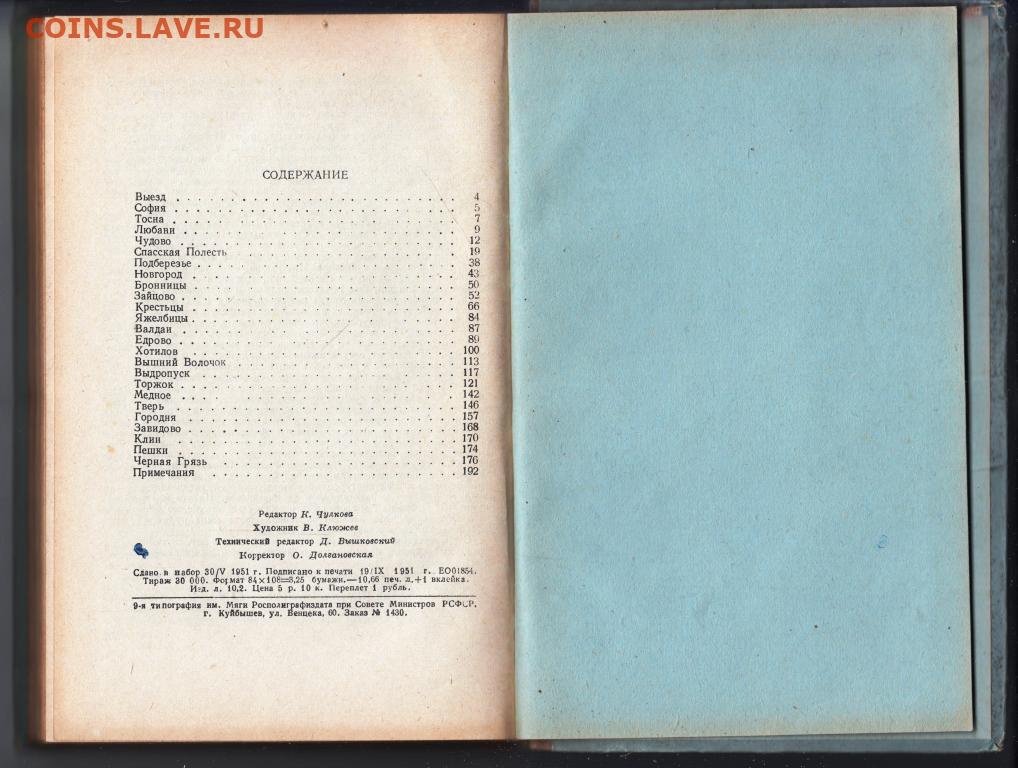 COINS.LAVE.RU
СОДЕРЖАНИЕ
Выезд . . . . . . . . . . . . . . . . . . . . 4
София . . . . . . . . . . . . . . . . . . . . 5
Тосна . . . . . . . . . . . . . . . . . . . . 7
Любани . . . . . . . . . . . . . . . . . . . . 9
Чудово . . . . . . . . . . . . . . . . . . . . 12
Спасская Полесть . . . . . . . . . . . . . . . . 19
Подберезье . . . . . . . . . . . . . . . . . . 38
Новгород . . . . . . . . . . . . . . . . . . . 43
Бронницы . . . . . . . . . . . . . . . . . . . 50
Зайцово . . . . . . . . . . . . . . . . . . . 52
Крестьцы . . . . . . . . . . . . . . . . . . . 66
Яжелбицы . . . . . . . . . . . . . . . . . . . 84
Валдаи . . . . . . . . . . . . . . . . . . . . 87
Едрово . . . . . . . . . . . . . . . . . . . . 89
Хотилов . . . . . . . . . . . . . . . . . . . 100
Вышний Волочок . . . . . . . . . . . . . . . . 113
Выдропуск . . . . . . . . . . . . . . . . . . 117
Торжок . . . . . . . . . . . . . . . . . . . . 121
Медное . . . . . . . . . . . . . . . . . . . . 142
Тверь . . . . . . . . . . . . . . . . . . . . 146
Городня . . . . . . . . . . . . . . . . . . . 157
Завидово . . . . . . . . . . . . . . . . . . . 168
Клин . . . . . . . . . . . . . . . . . . . . 170
Пешки . . . . . . . . . . . . . . . . . . . . 174
Черная Грязь . . . . . . . . . . . . . . . . . 176
Примечания . . . . . . . . . . . . . . . . . . 192
Редактор К. Чулкова
Художник В. Клюжев
Технический редактор Д. Вышковский
Корректор О. Долгановская
Сдано в набор 30/V 1951 г. Подписано к печати 19/IX 1951 г. ЕО01854.
Тираж 30 000. Формат 84×108=3,25 бумажн.—10,66 печ. л.+1 вклейка.
Изд. л. 10,2. Цена 5 р. 10 к. Переплет 1 рубль.
9-я типография им. Мяги Росполиграфиздата при Совете Министров РСФСР,
г. Куйбышев, ул. Венцека, 60. Заказ № 1430.